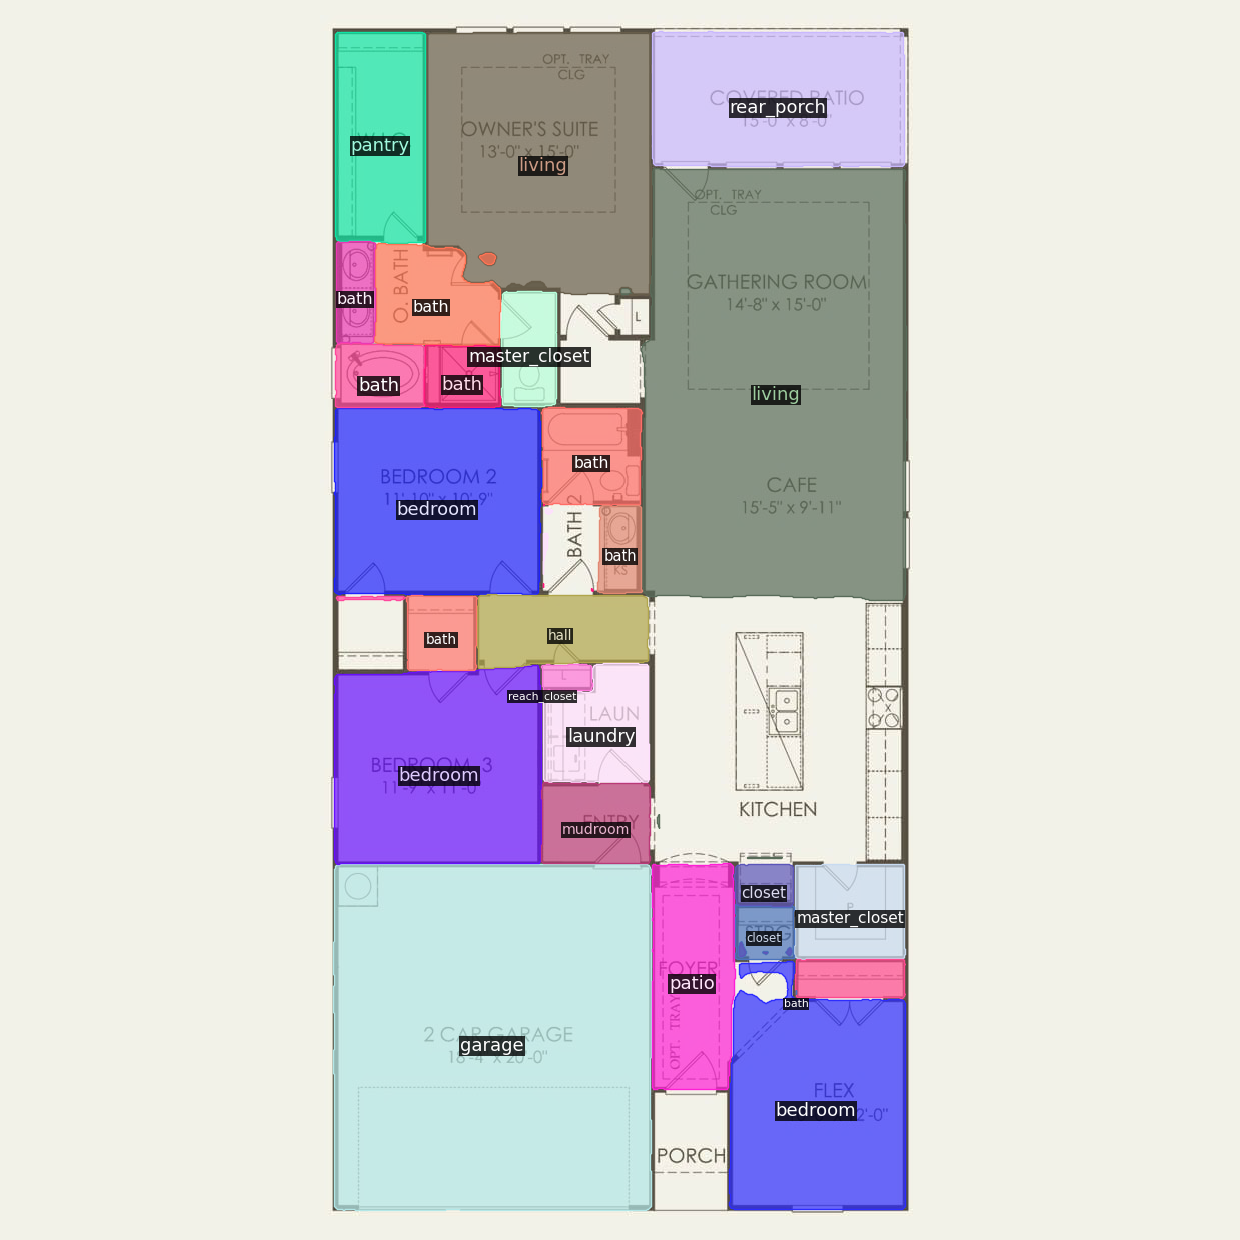 OPT. TRAY
CLG
COVERED PATIO
rear_porch
15'-0" x 8'-0"
OWNER'S SUITE
13'-0" x 15'-0"
living
pantry
OPT. TRAY
CLG
O. BATH
bath
bath
GATHERING ROOM
14'-8" x 15'-0"
L
master_closet
bath
bath
living
BEDROOM 2
11'-10" x 10'-9"
bedroom
bath
CAFE
15'-5" x 9'-11"
BATH 2
bath
KS
bath
hall
L
reach_closet
LAUN
laundry
X
BEDROOM 3
11'-9" x 11'-0"
bedroom
ENTRY
mudroom
KITCHEN
closet
P
master_closet
closet
FOYER
patio
OPT. TRAY
bath
2 CAR GARAGE
18'-4" x 20'-0"
garage
FLEX
bedroom
2'-0"
PORCH